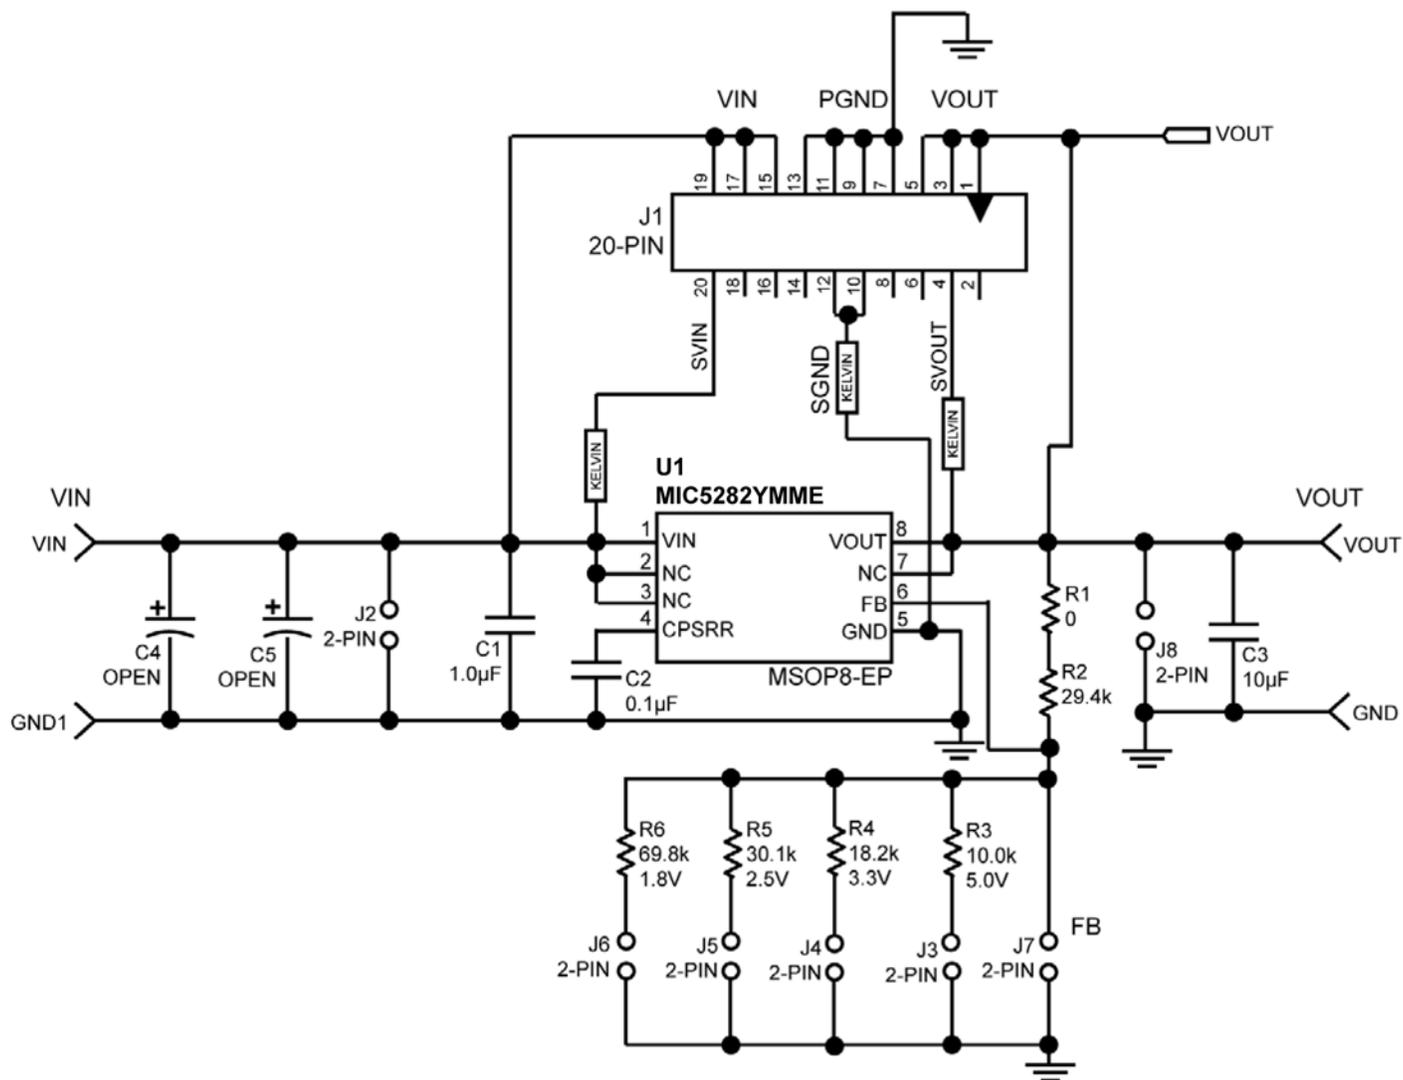 VIN PGND VOUT
VOUT
19 17 15 13 11 9 7 5 3 1
J1
20-PIN
20 18 16 14 12 10 8 6 4 2
SVIN
SGND
SVOUT
KELVIN
KELVIN
KELVIN
U1
MIC5282YMME
VIN
VIN
VOUT
VOUT
1 VIN VOUT 8
2 NC NC 7
3 NC FB 6
4 CPSRR GND 5
MSOP8-EP
+
C4
OPEN
+
C5
OPEN
J2
2-PIN
C1
1.0µF
C2
0.1µF
R1
0
R2
29.4k
J8
2-PIN
C3
10µF
GND1
GND
R6
69.8k
1.8V
R5
30.1k
2.5V
R4
18.2k
3.3V
R3
10.0k
5.0V
FB
J6
2-PIN
J5
2-PIN
J4
2-PIN
J3
2-PIN
J7
2-PIN